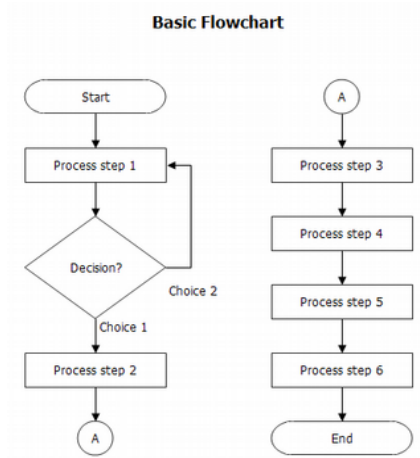 Basic Flowchart
Start
Process step 1
Decision?
Choice 2
Choice 1
Process step 2
A
A
Process step 3
Process step 4
Process step 5
Process step 6
End